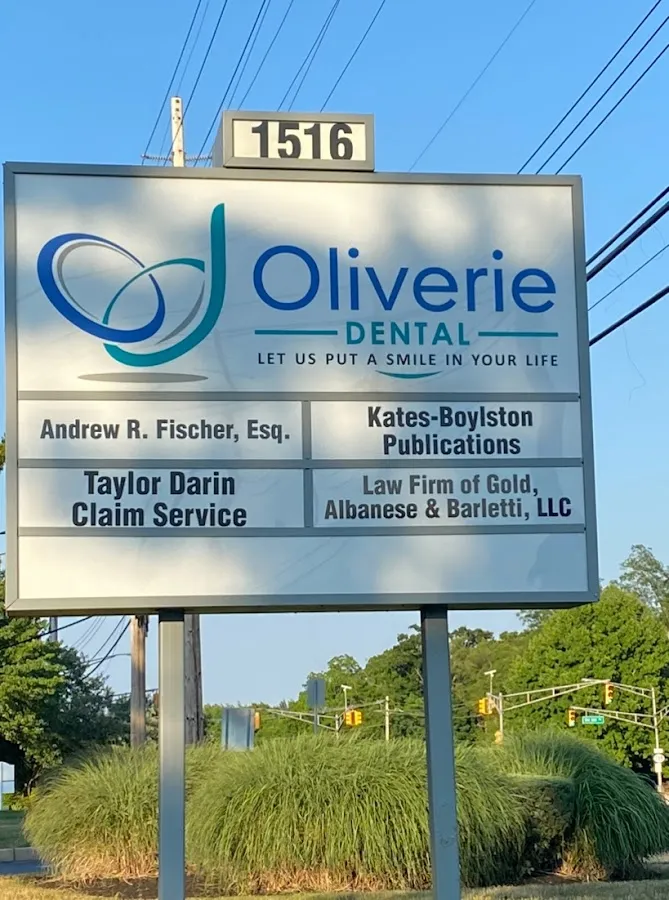 1516
Oliverie
DENTAL
LET US PUT A SMILE IN YOUR LIFE
Andrew R. Fischer, Esq.
Kates-Boylston
Publications
Taylor Darin
Claim Service
Law Firm of Gold,
Albanese & Barletti, LLC